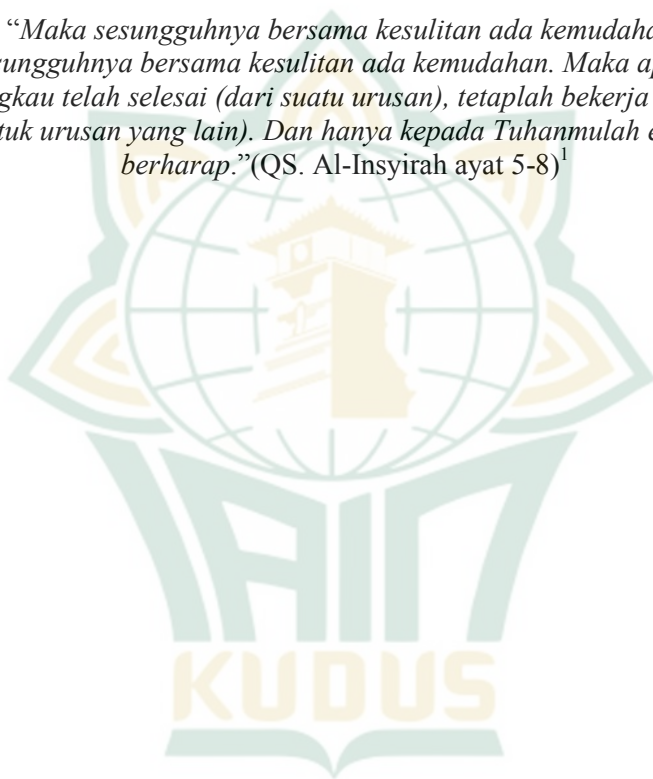 “Maka sesungguhnya bersama kesulitan ada kemudaha
sungguhnya bersama kesulitan ada kemudahan. Maka ap
gkau telah selesai (dari suatu urusan), tetaplah bekerja
tuk urusan yang lain). Dan hanya kepada Tuhanmulah e
berharap.”(QS. Al-Insyirah ayat 5-8)1
IAIN
KUDUS